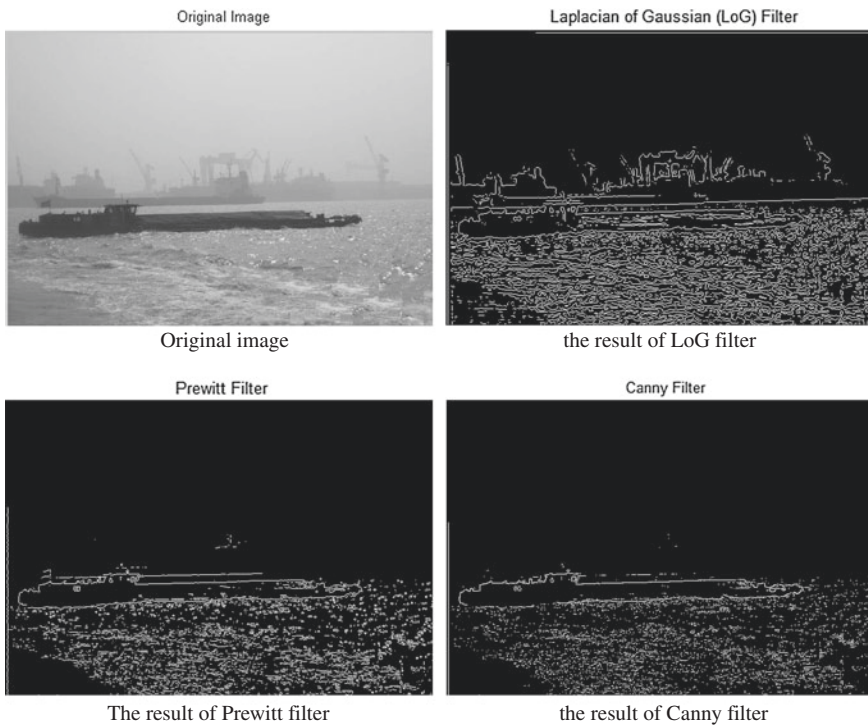 Original Image
Laplacian of Gaussian (LoG) Filter
Original image
the result of LoG filter
Prewitt Filter
Canny Filter
The result of Prewitt filter
the result of Canny filter